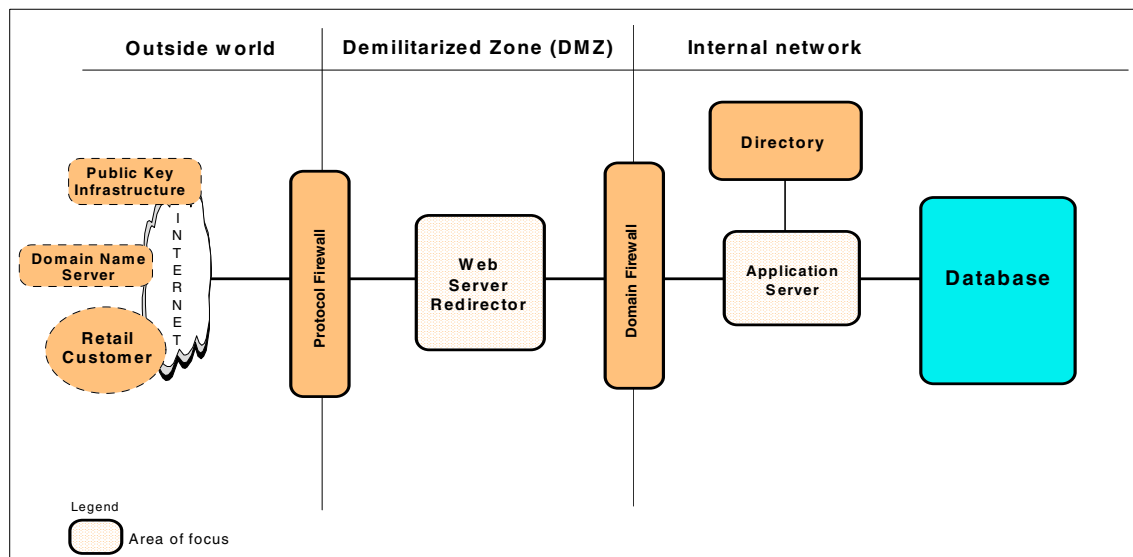 Outside world
Demilitarized Zone (DMZ)
Internal network
Public Key
Infrastructure
Domain Name
Server
Retail
Customer
INTERNET
Protocol Firewall
Web
Server
Redirector
Domain Firewall
Directory
Application
Server
Database
Legend
Area of focus